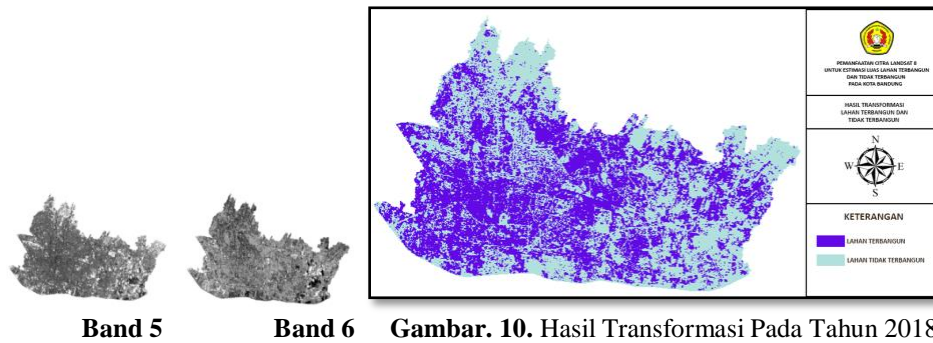 PEMANFAATAN CITRA LANDSAT 8
UNTUK ESTIMASI LUAS LAHAN TERBANGUN
DAN TIDAK TERBANGUN
PADA KOTA BANDUNG
HASIL TRANSFORMASI
LAHAN TERBANGUN DAN
TIDAK TERBANGUN
N
W E
S
KETERANGAN
LAHAN TERBANGUN
LAHAN TIDAK TERBANGUN
Band 5 Band 6 Gambar. 10. Hasil Transformasi Pada Tahun 2018